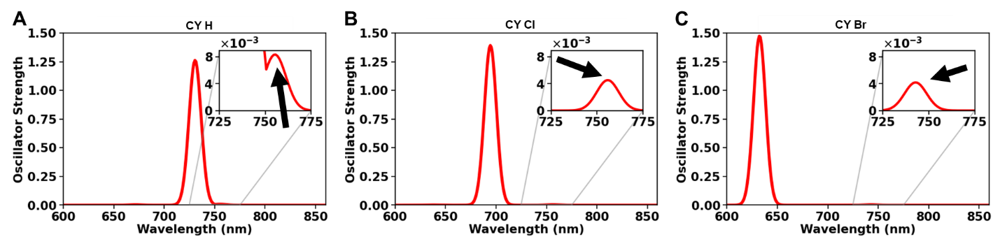 A
CY H
Oscillator Strength
1.50
1.25
1.00
0.75
0.50
0.25
0.00
600 650 700 750 800 850
Wavelength (nm)
×10⁻³
8
4
0
725 750 775
B
CY Cl
Oscillator Strength
1.50
1.25
1.00
0.75
0.50
0.25
0.00
600 650 700 750 800 850
Wavelength (nm)
×10⁻³
8
4
0
725 750 775
C
CY Br
Oscillator Strength
1.50
1.25
1.00
0.75
0.50
0.25
0.00
600 650 700 750 800 850
Wavelength (nm)
×10⁻³
8
4
0
725 750 775